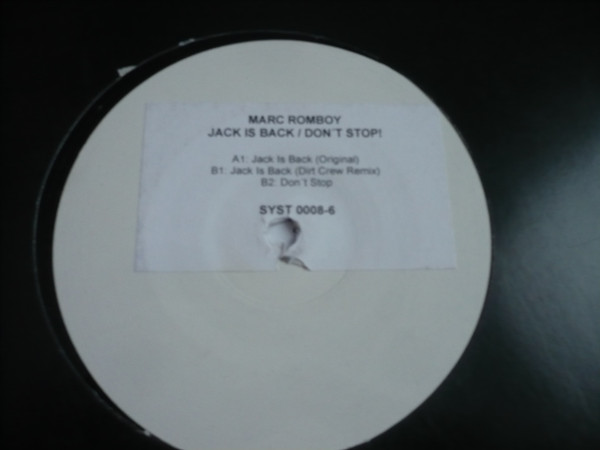 MARC ROMBOY
JACK IS BACK / DON´T STOP!
A1: Jack Is Back (Original)
B1: Jack Is Back (Dirt Crew Remix)
B2: Don´t Stop
SYST 0008-6